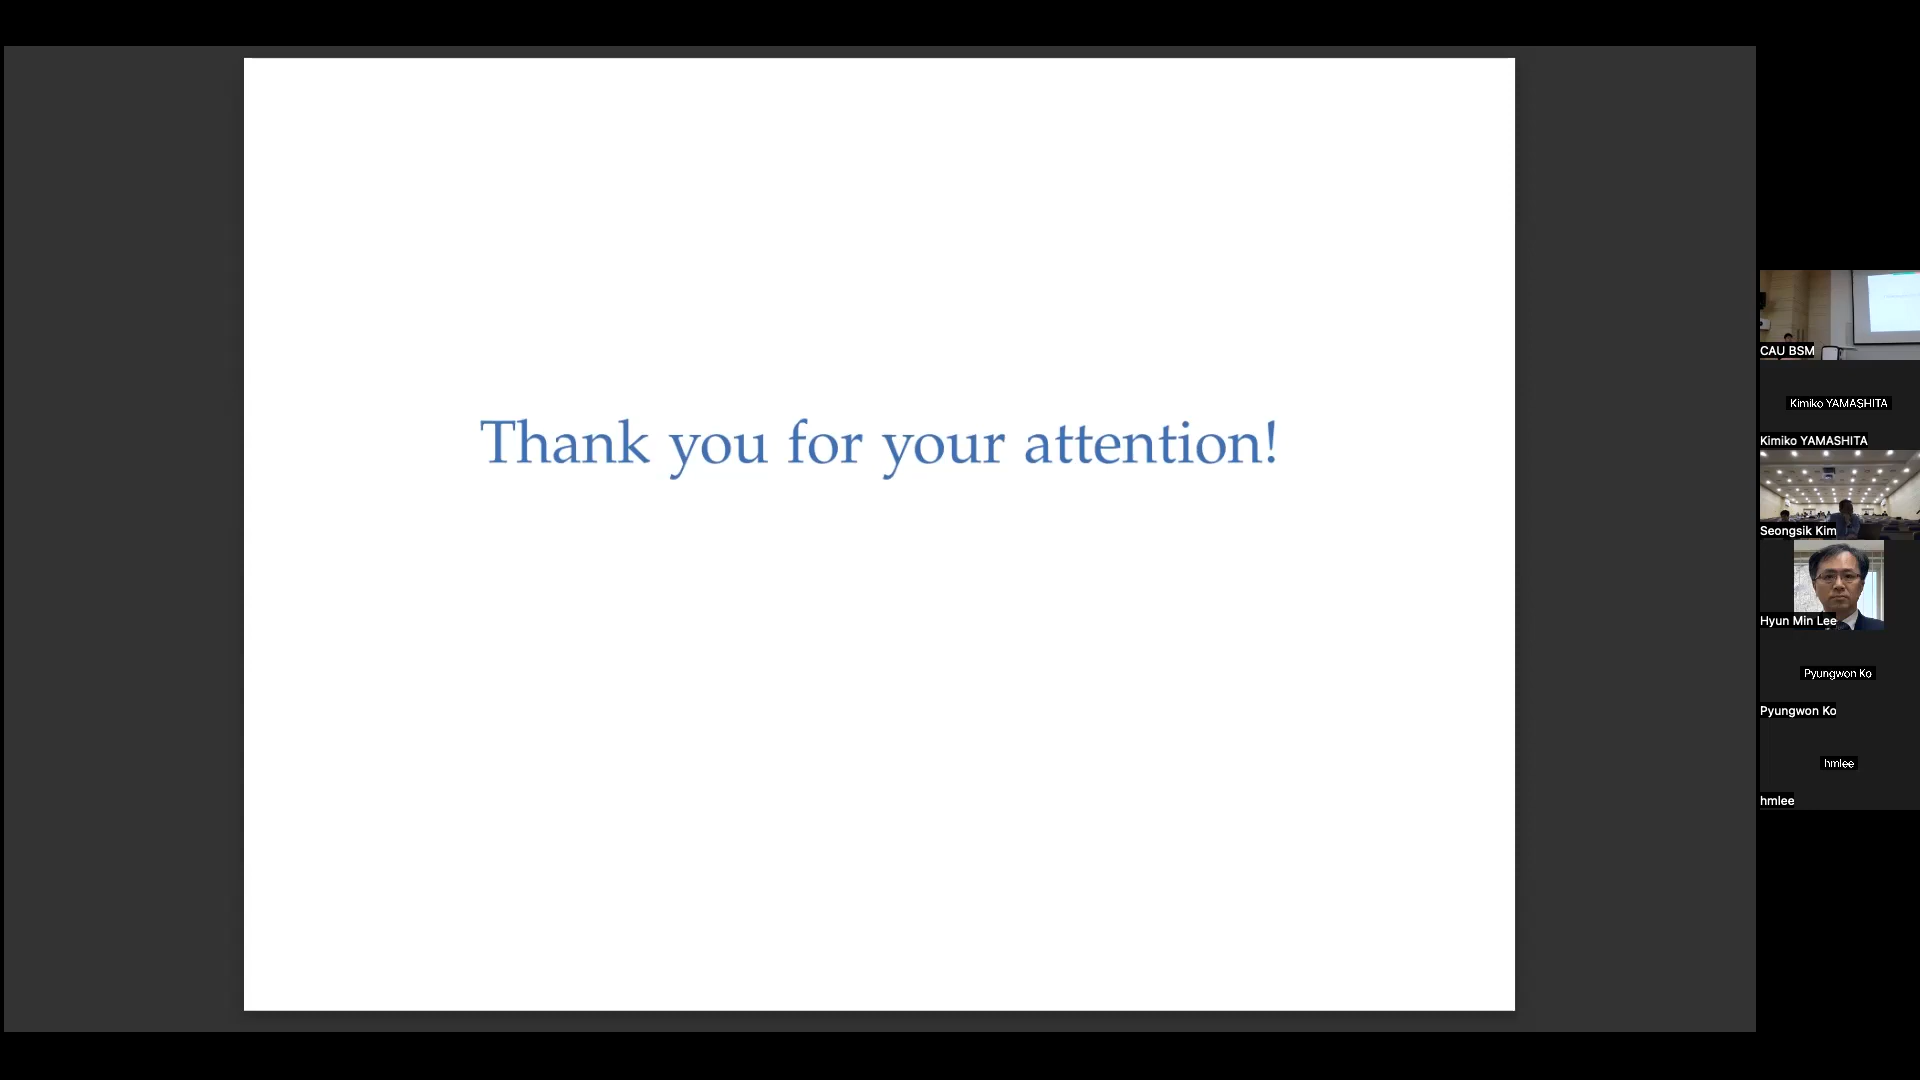 Thank you for your attention!
CAU BSM
Kimiko YAMASHITA
Kimiko YAMASHITA
Seongsik Kim
Hyun Min Lee
Pyungwon Ko
Pyungwon Ko
hmlee
hmlee